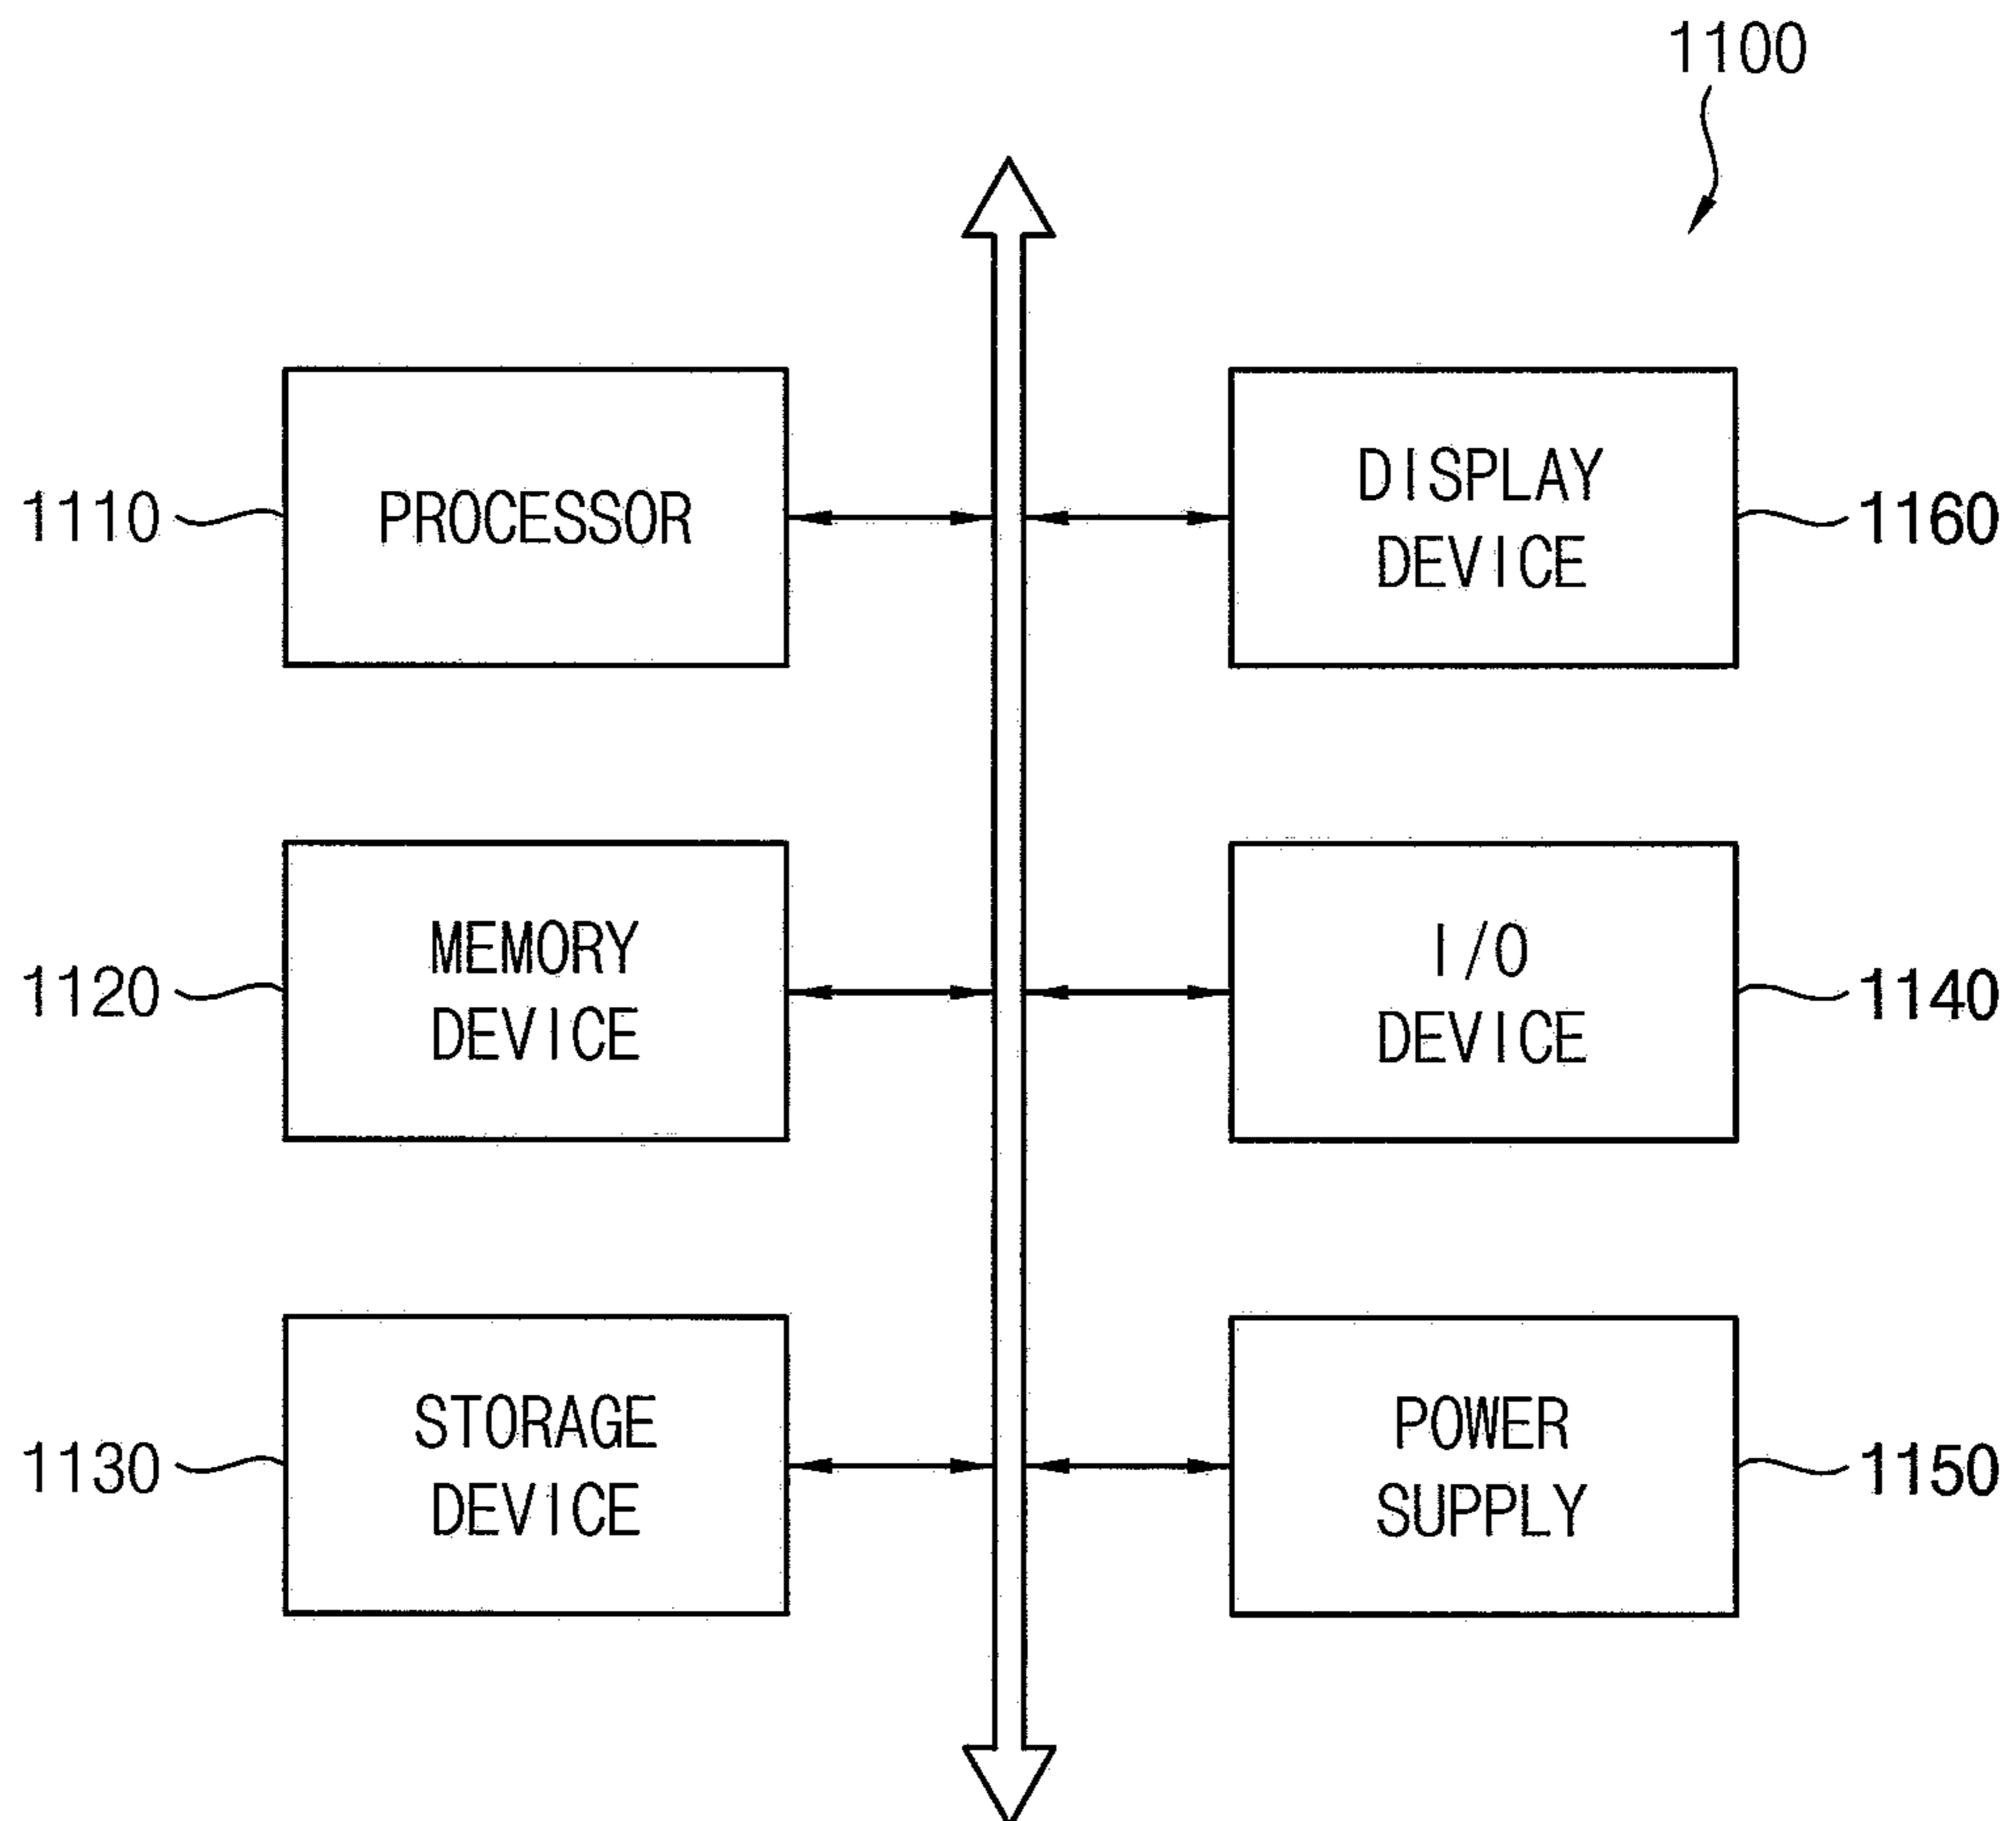 1100
1110
PROCESSOR
DISPLAY
DEVICE
1160
1120
MEMORY
DEVICE
I/O
DEVICE
1140
1130
STORAGE
DEVICE
POWER
SUPPLY
1150